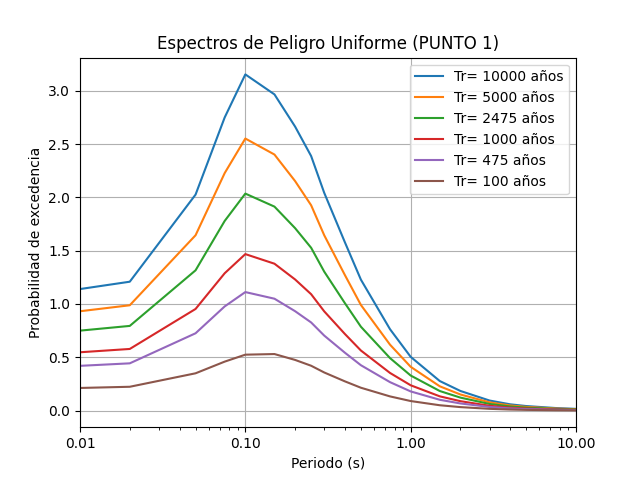 Espectros de Peligro Uniforme (PUNTO 1)
Tr= 10000 años
Tr= 5000 años
Tr= 2475 años
Tr= 1000 años
Tr= 475 años
Tr= 100 años
Probabilidad de excedencia
3.0
2.5
2.0
1.5
1.0
0.5
0.0
0.01 0.10 1.00 10.00
Periodo (s)